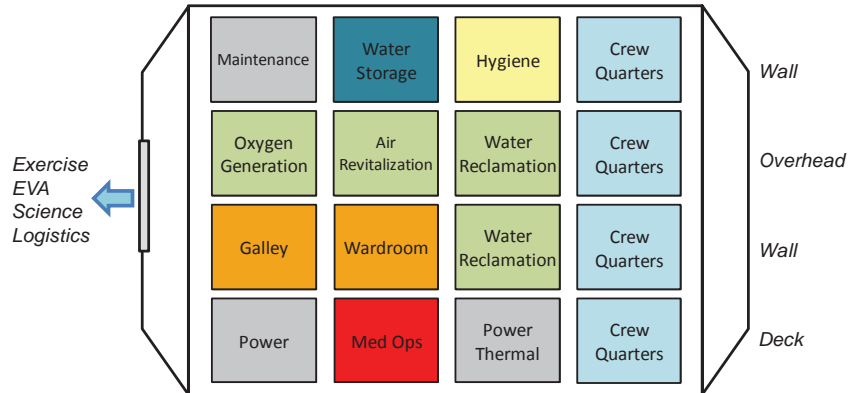 Maintenance
Water
Storage
Hygiene
Crew
Quarters
Wall
Oxygen
Generation
Air
Revitalization
Water
Reclamation
Crew
Quarters
Overhead
Exercise
EVA
Science
Logistics
Galley
Wardroom
Water
Reclamation
Crew
Quarters
Wall
Power
Med Ops
Power
Thermal
Crew
Quarters
Deck